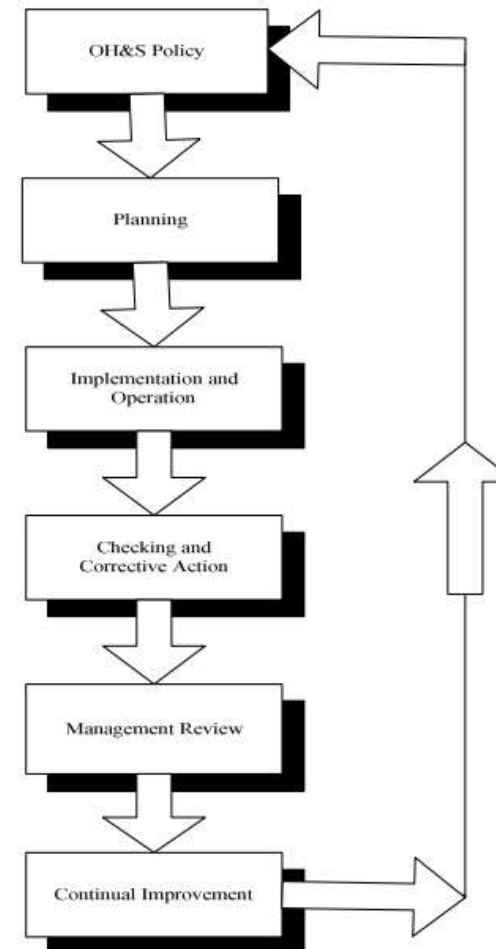 OH&S Policy
Planning
Implementation and
Operation
Checking and
Corrective Action
Management Review
Continual Improvement